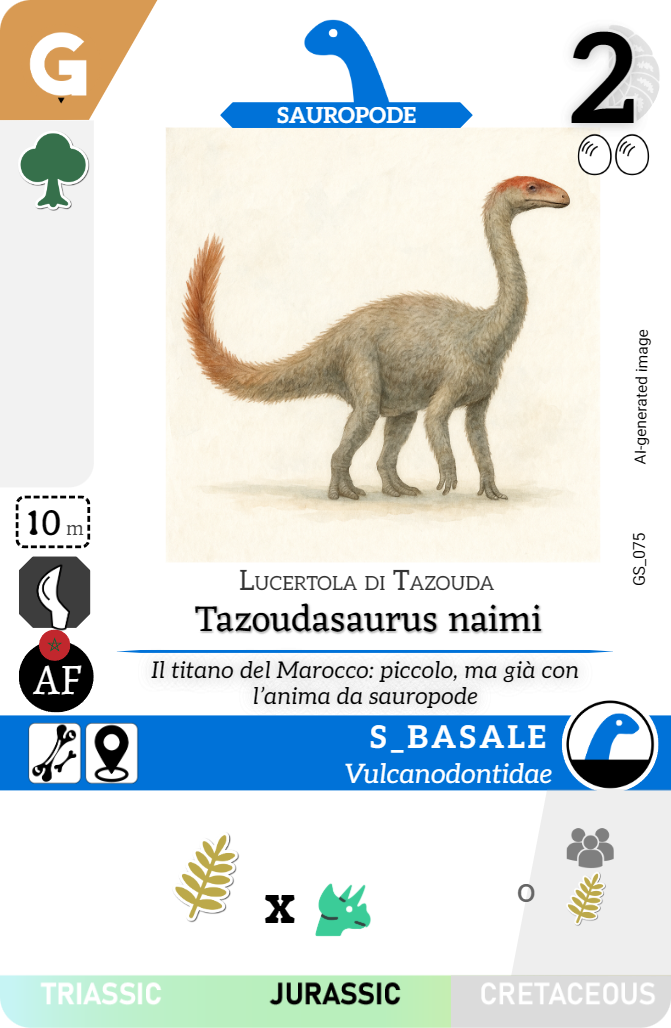 G
SAUROPODE
2
10 m
AF
AI-generated image
GS_075
Lucertola di Tazouda
Tazoudasaurus naimi
Il titano del Marocco: piccolo, ma già con
l'anima da sauropode
S_BASALE
Vulcanodontidae
x
o
TRIASSIC JURASSIC CRETACEOUS